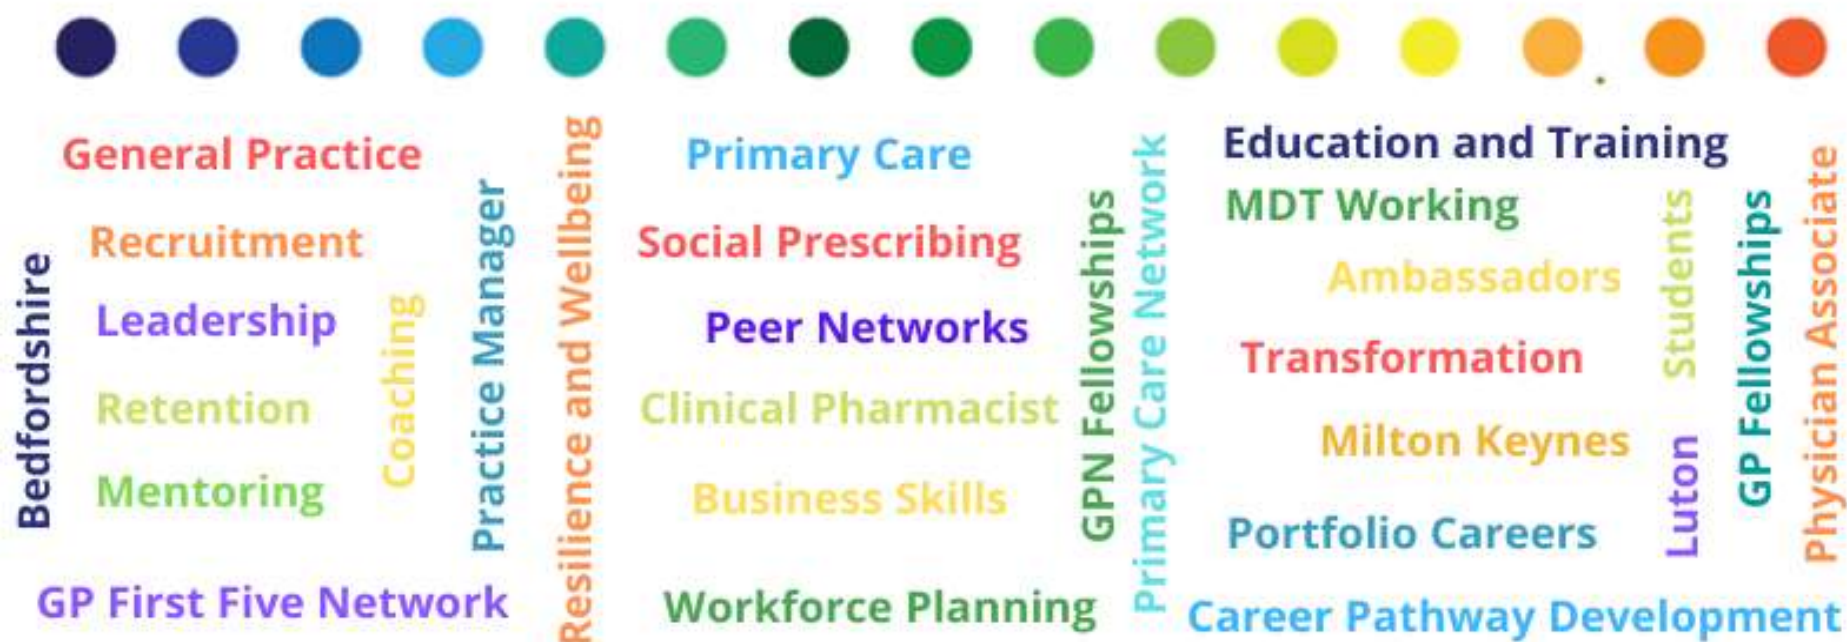 General Practice
Recruitment
Leadership
Retention
Mentoring
GP First Five Network
Bedfordshire
Coaching
Practice Manager
Resilience and Wellbeing
Primary Care
Social Prescribing
Peer Networks
Clinical Pharmacist
Business Skills
Workforce Planning
GPN Fellowships
Primary Care Network
Education and Training
MDT Working
Ambassadors
Transformation
Milton Keynes
Portfolio Careers
Career Pathway Development
Students
Luton
GP Fellowships
Physician Associate